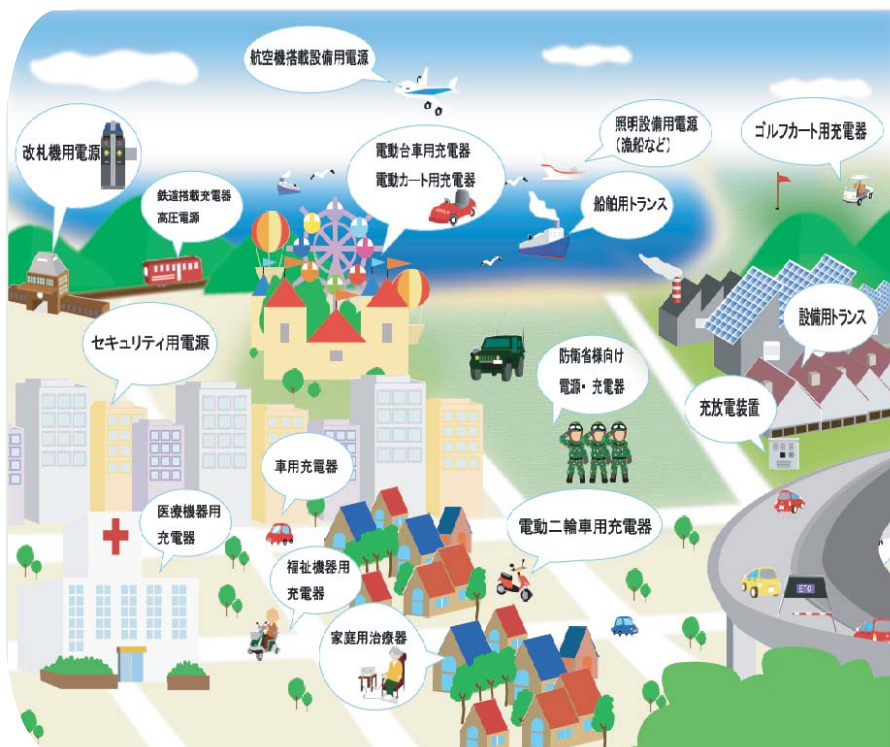 航空機搭載設備用電源
改札機用電源
鉄道搭載充電器
高圧電源
電動台車用充電器
電動カート用充電器
照明設備用電源
(漁船など)
ゴルフカート用充電器
船舶用トランス
セキュリティ用電源
防衛省様向け
電源・充電器
設備用トランス
充放電装置
車用充電器
医療機器用
充電器
電動二輪車用充電器
福祉機器用
充電器
家庭用治療器
ETC